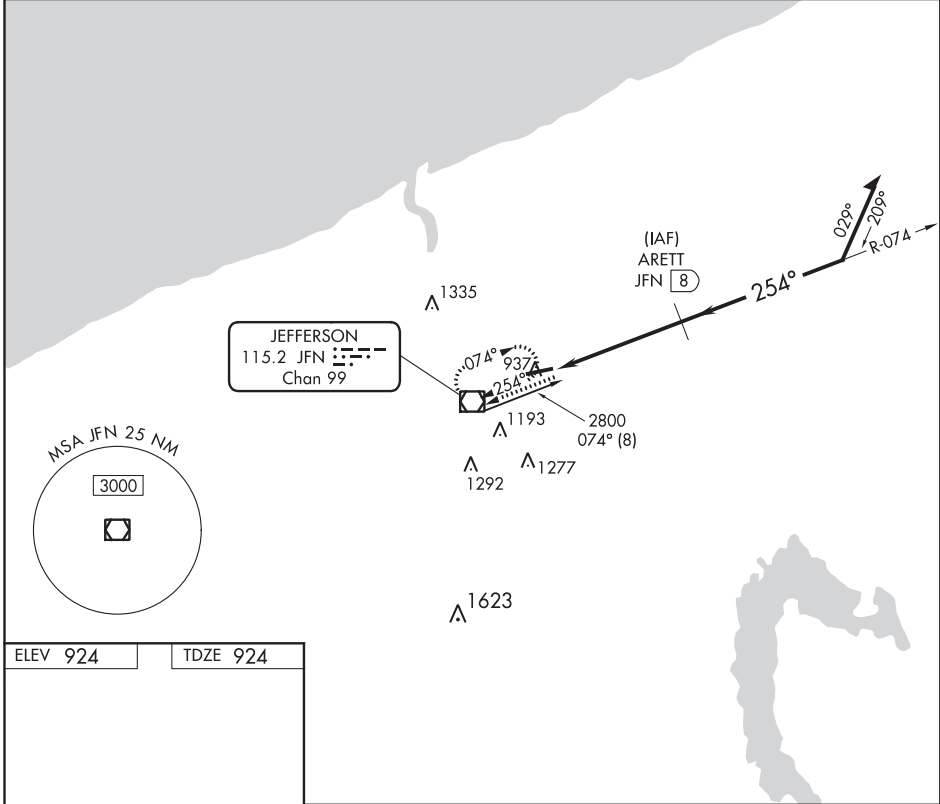 029°
209°
R-074
(IAF)
ARETT
JFN 8
254°
1335
JEFFERSON
115.2 JFN
Chan 99
074°
937
254°
1193
2800
074° (8)
1277
1292
MSA JFN 25 NM
3000
1623
ELEV 924
TDZE 924